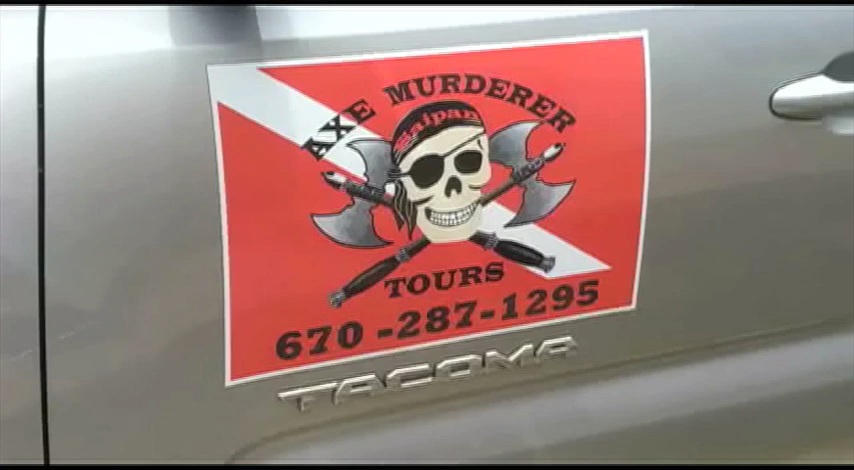 AXE MURDERER
Saipan
TOURS
670-287-1295
TACOMA